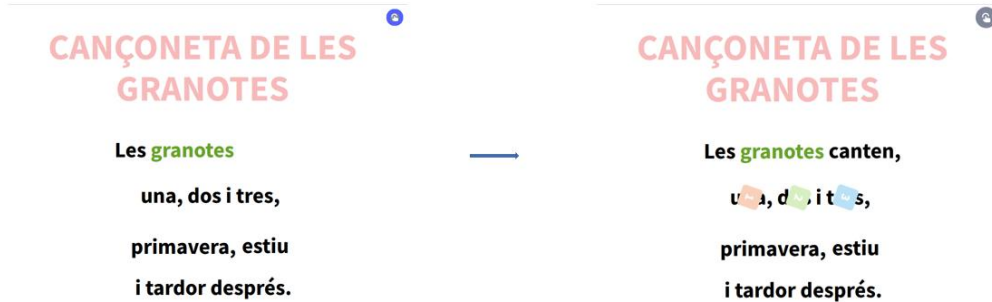 CANÇONETA DE LES
GRANOTES
Les granotes
una, dos i tres,
primavera, estiu
i tardor després.
CANÇONETA DE LES
GRANOTES
Les granotes canten,
i
primavera, estiu
i tardor després.